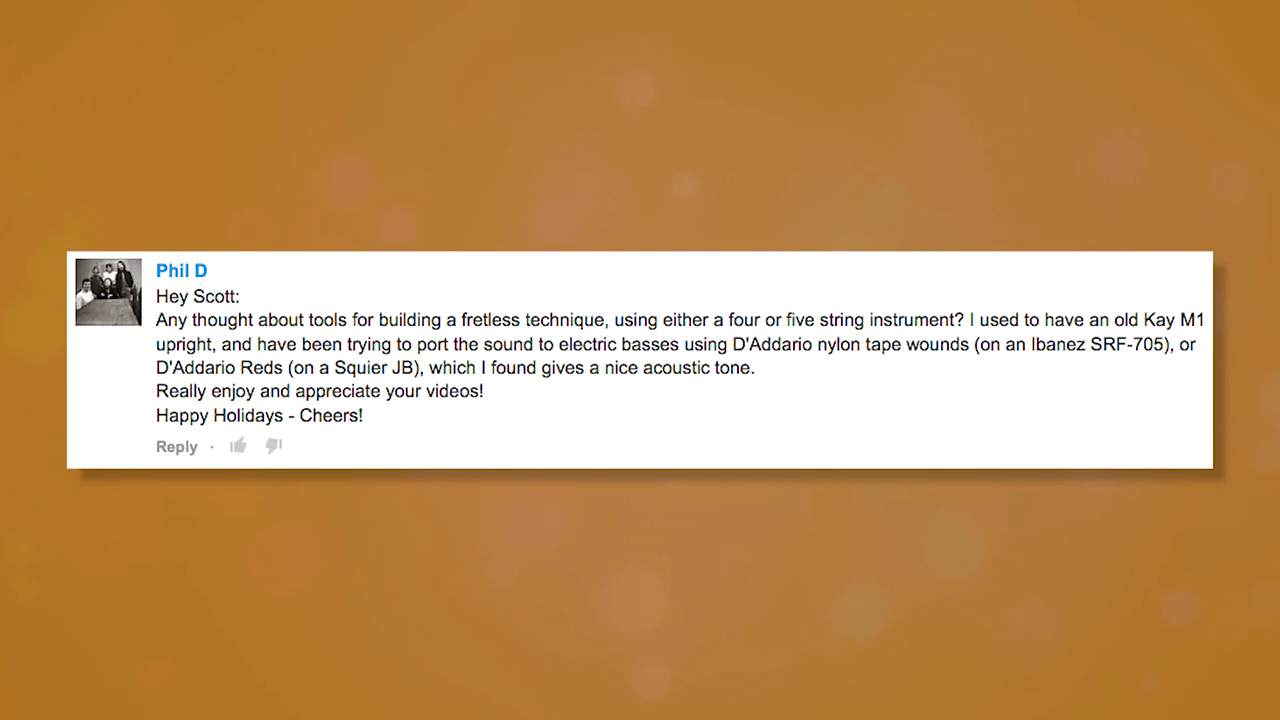 Phil D
Hey Scott:
Any thought about tools for building a fretless technique, using either a four or five string instrument? I used to have an old Kay M1
upright, and have been trying to port the sound to electric basses using D'Addario nylon tape wounds (on an Ibanez SRF-705), or
D'Addario Reds (on a Squier JB), which I found gives a nice acoustic tone.
Really enjoy and appreciate your videos!
Happy Holidays - Cheers!
Reply ·